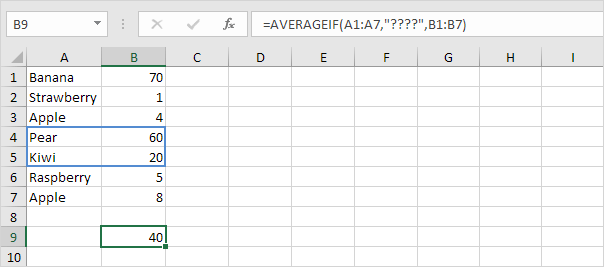 B9 fx =AVERAGEIF(A1:A7,"????",B1:B7)
A B C D E F G H I
1 Banana 70
2 Strawberry 1
3 Apple 4
4 Pear 60
5 Kiwi 20
6 Raspberry 5
7 Apple 8
8
9 40
10